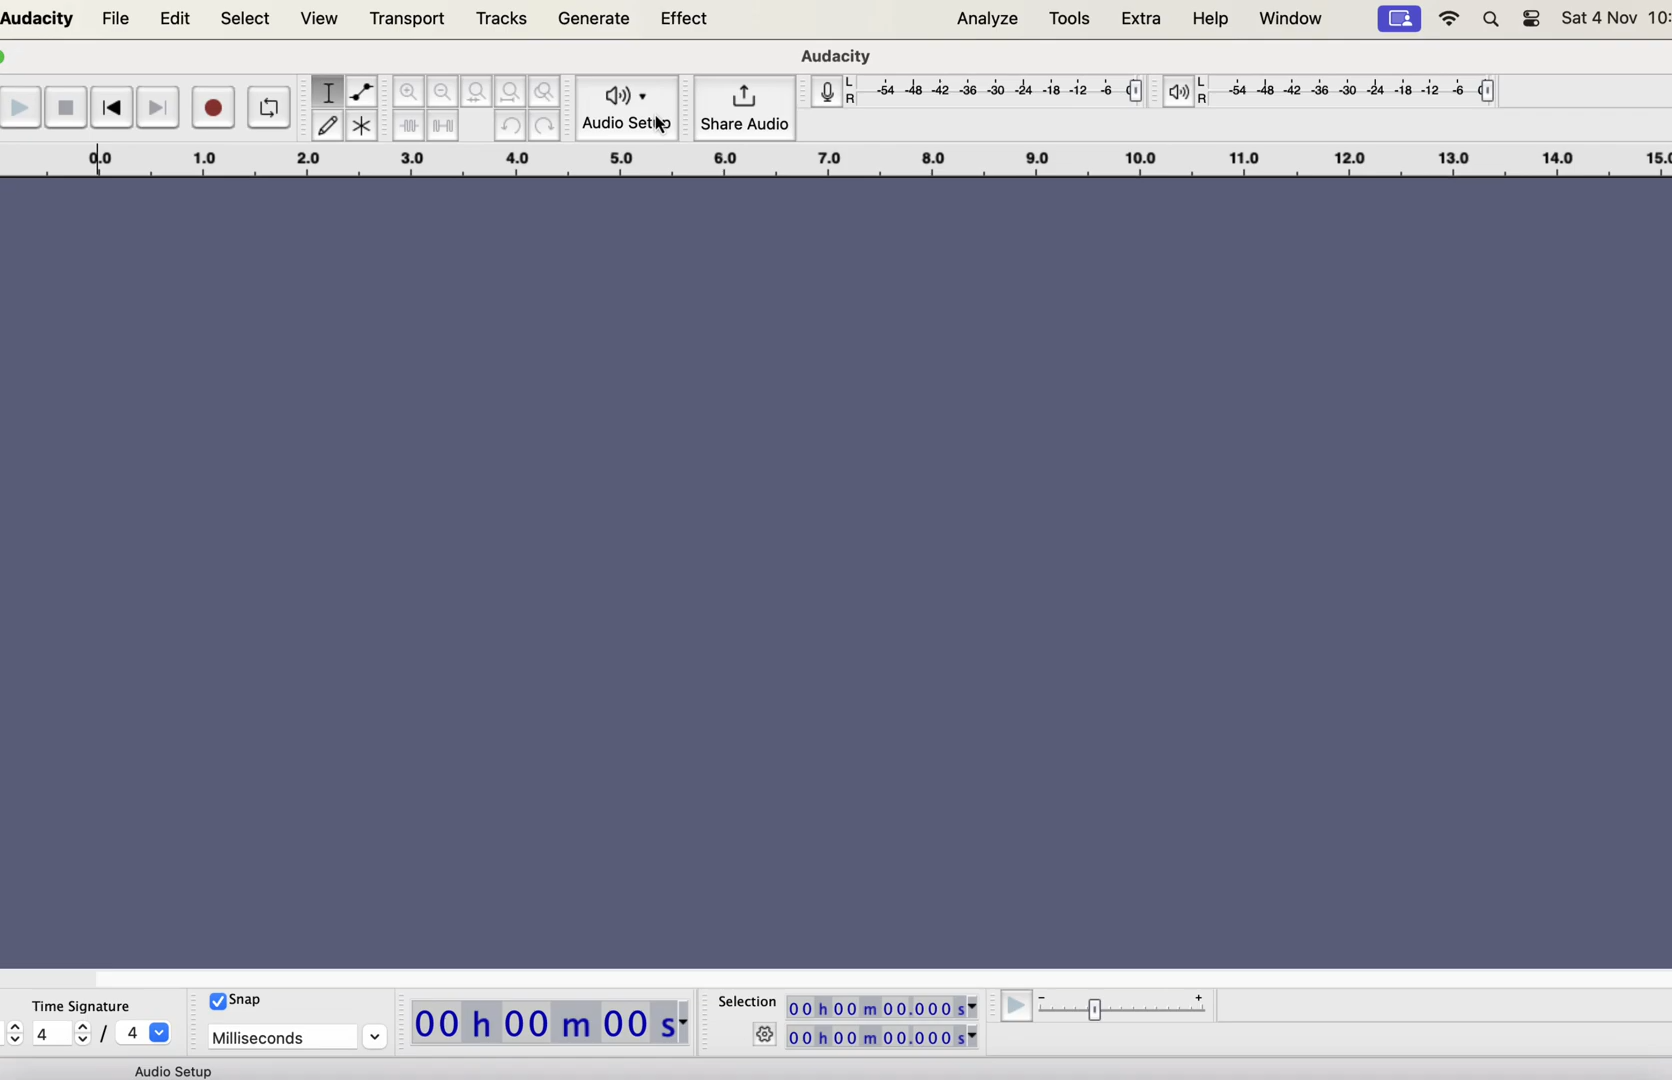 Audacity File Edit Select View Transport Tracks Generate Effect Analyze Tools Extra Help Window Sat 4 Nov 10:
Audacity
L -54 -48 -42 -36 -30 -24 -18 -12 -6 L -54 -48 -42 -36 -30 -24 -18 -12 -6
R R
Audio Setup Share Audio
0.0 1.0 2.0 3.0 4.0 5.0 6.0 7.0 8.0 9.0 10.0 11.0 12.0 13.0 14.0 15.0
Time Signature Snap Selection 00 h 00 m 00.000 s - +
4 / 4 Milliseconds 00 h 00 m 00 s 00 h 00 m 00.000 s
Audio Setup